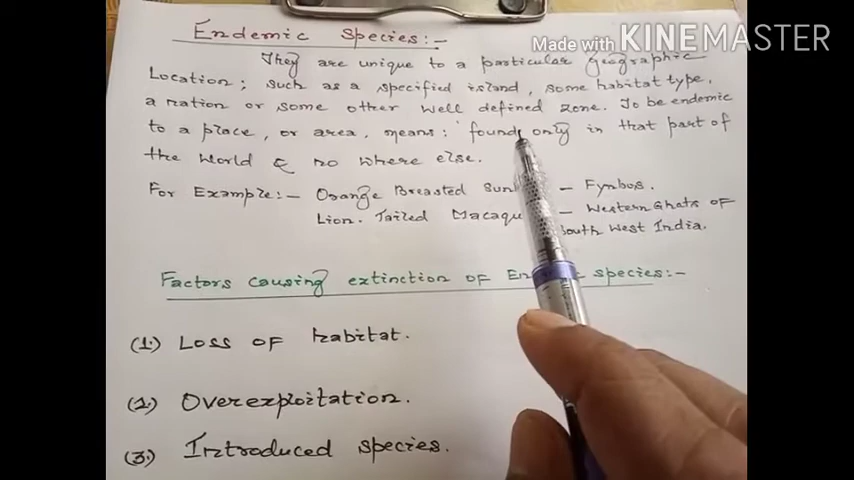 Made with KINEMASTER
Endemic Species:-
They are unique to a particular Geographic
Location; Such as a specified island, some habitat type,
a nation or some other well defined zone. To be endemic
to a place, or area, means: 'found only in that part of
the world & no where else.
For Example:- Orange Breasted – Fynbos.
Lion. Tailed – Western Ghats of
South West India.
Factors causing extinction of species:-
(1.) Loss of habitat.
(2.) Overexploitation.
(3.) Introduced species.